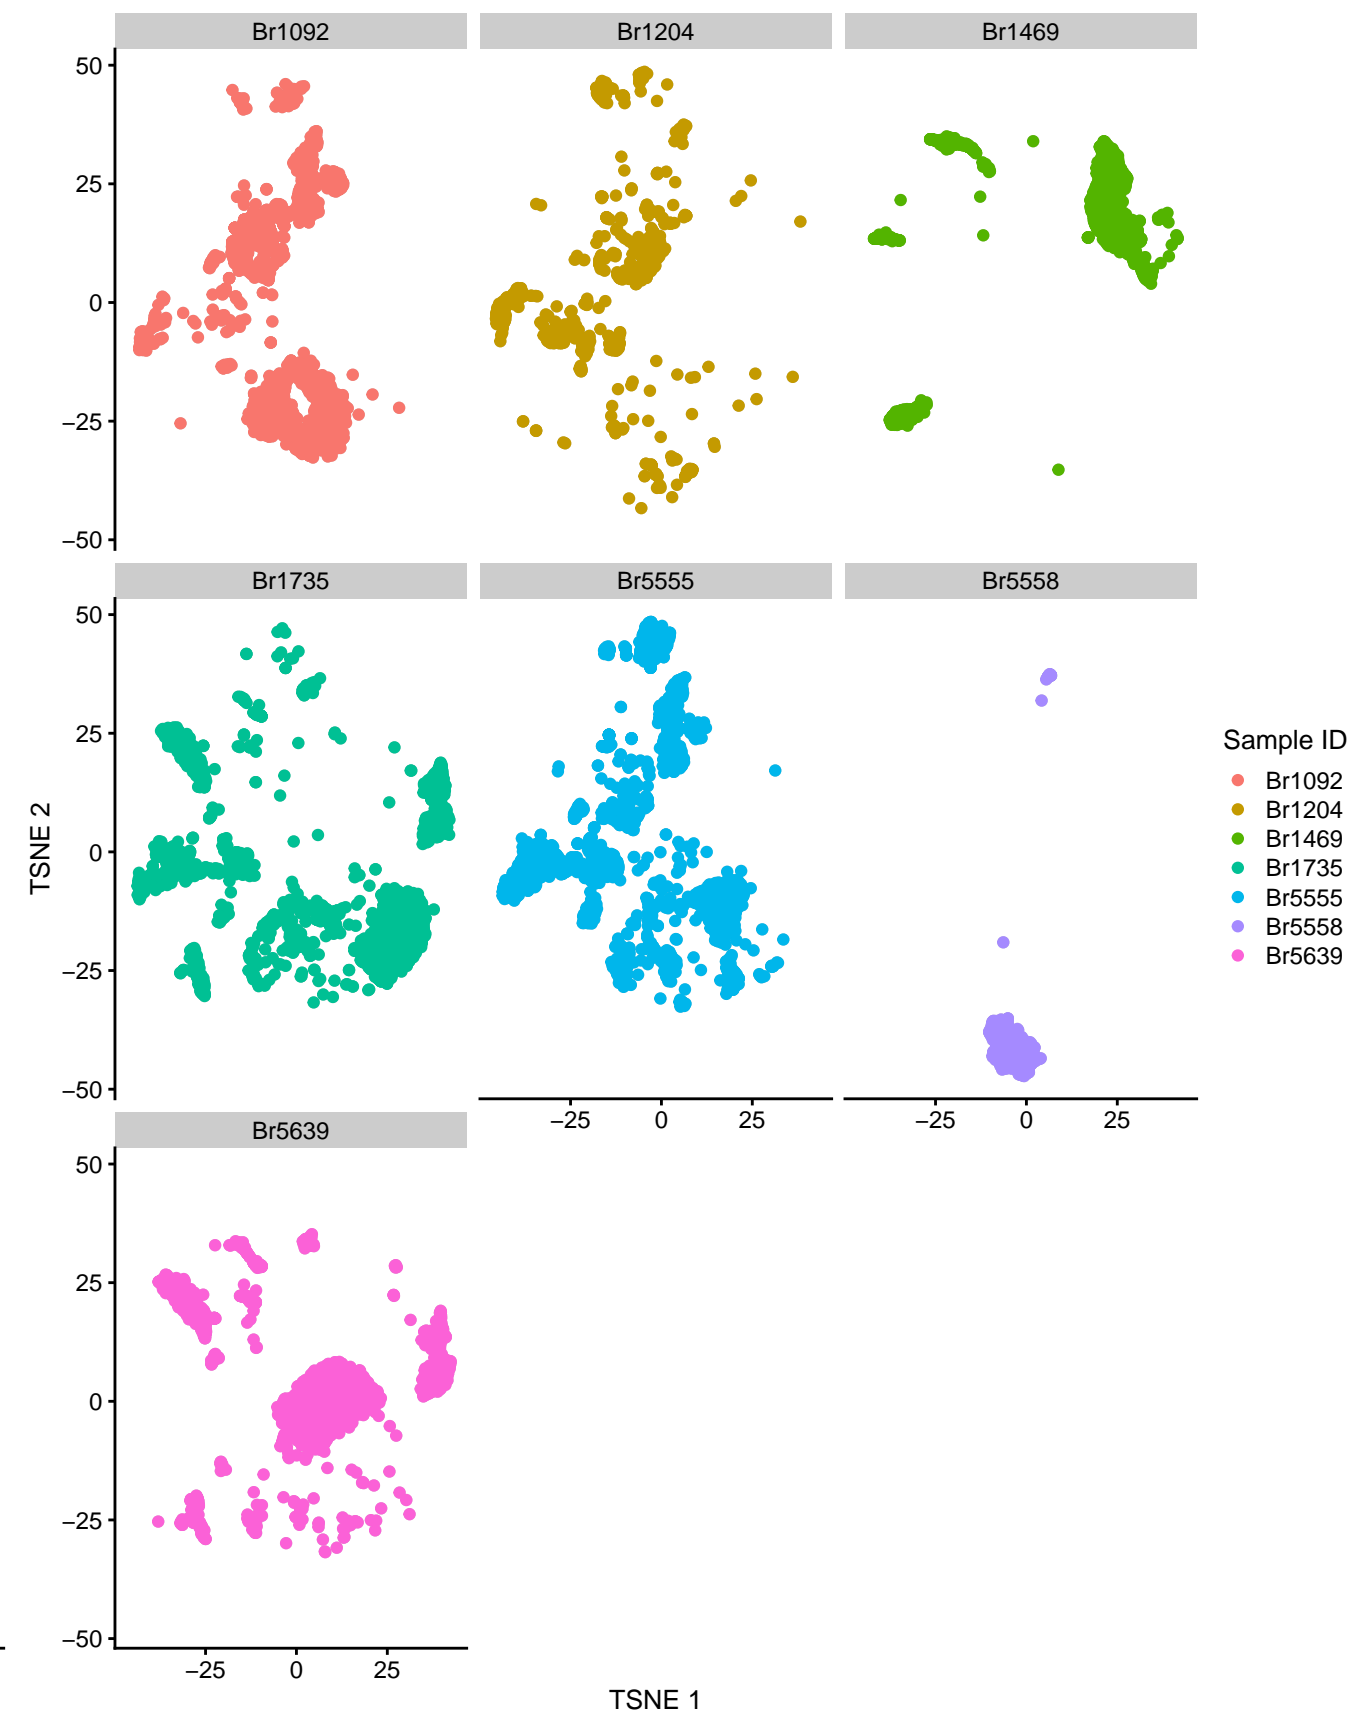 Br1092 Br1204 Br1469
50
25
0
−25
−50
Br1735 Br5555 Br5558
50
25
0
−25
−50
−25 0 25 −25 0 25
Br5639
50
25
0
−25
−50
−25 0 25
TSNE 1
TSNE 2
Sample ID
Br1092
Br1204
Br1469
Br1735
Br5555
Br5558
Br5639